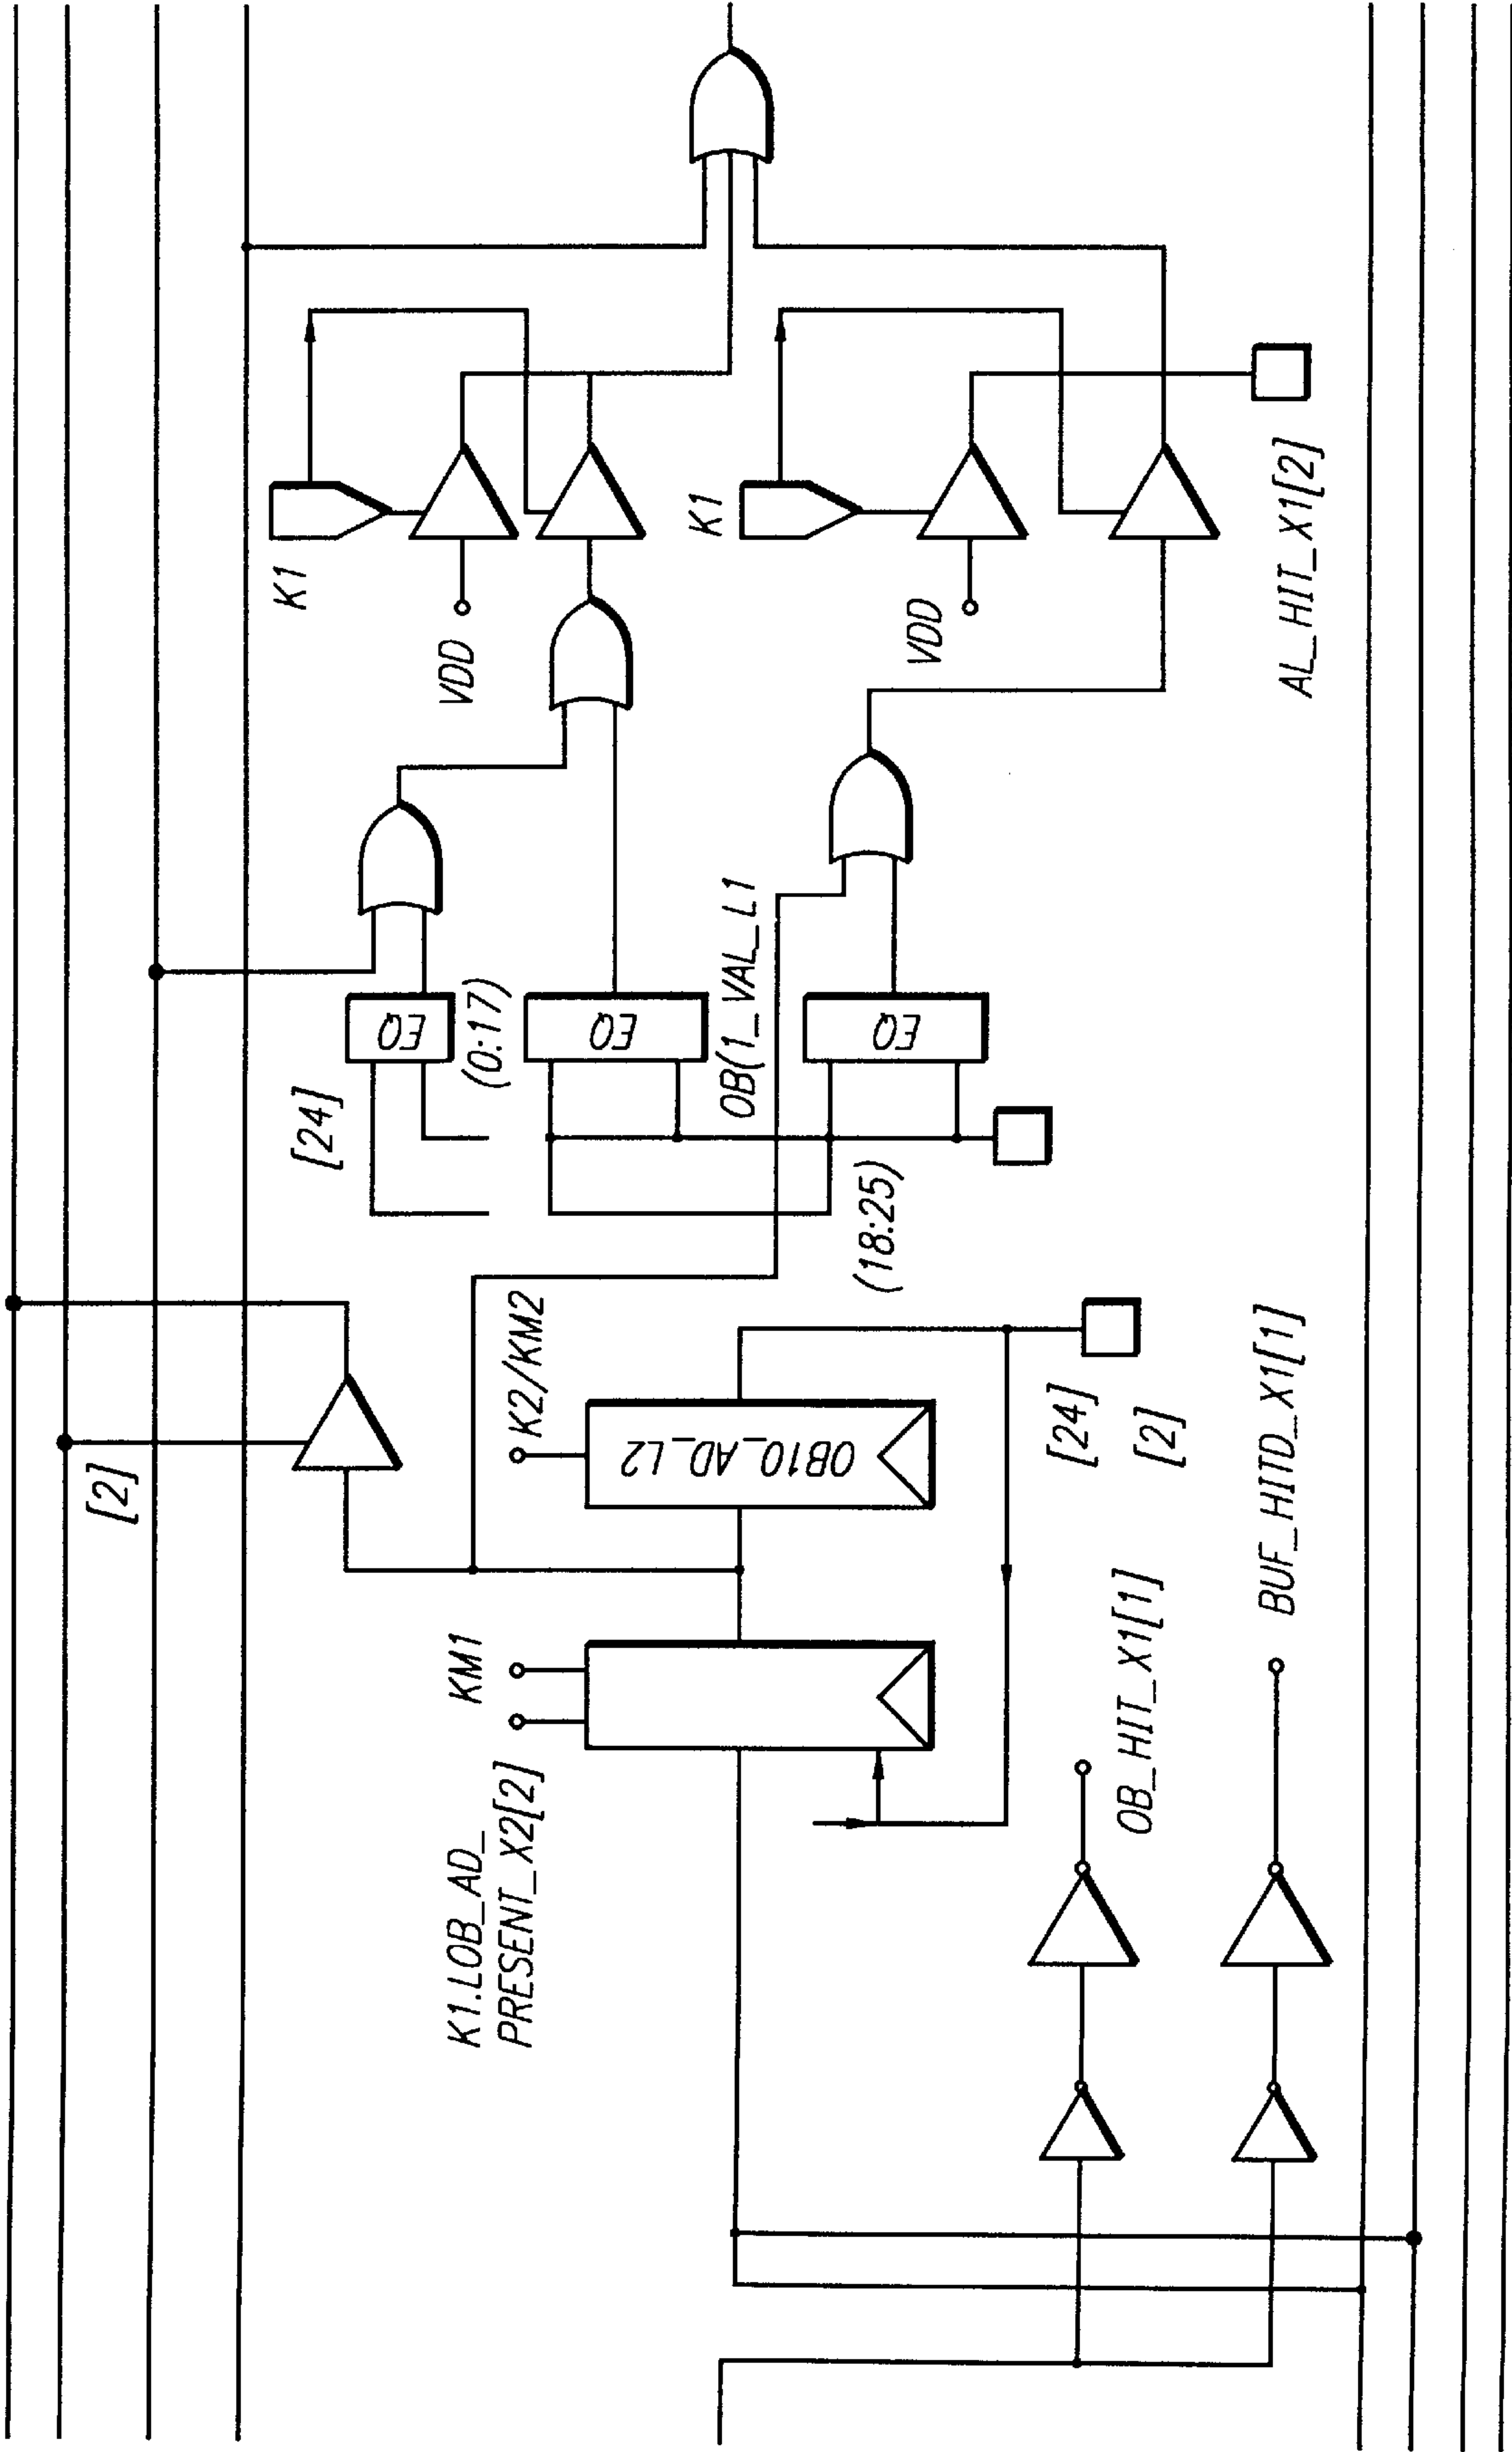 [2]
[24]
EQ
(0:17)
K1
VDD
EQ
OB(1_VAL_L1
K1
VDD
EQ
(18:25)
AL_HIT_X1[2]
K1.LOB_AD_
PRESENT_X2[2]
KM1
K2/KM2
OB10_AD_L2
[24]
[2]
OB_HIT_X1[1]
BUF_HITD_X1[1]